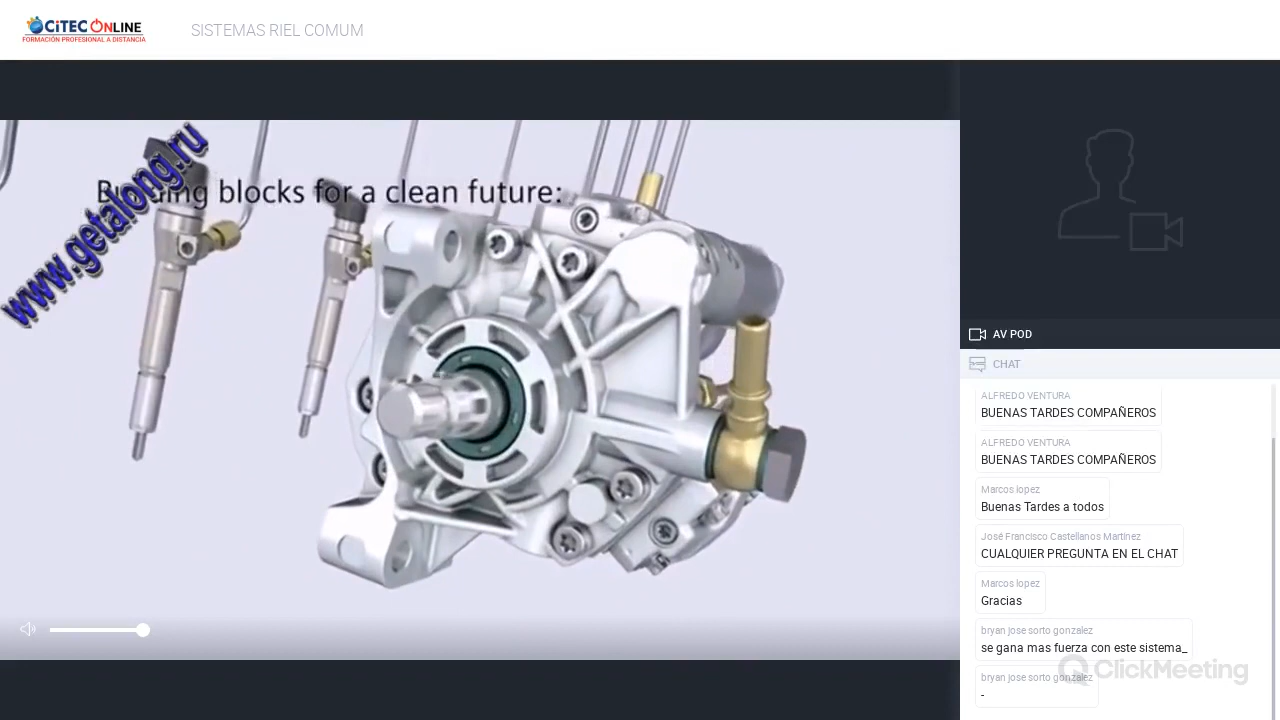 CiTEC ONLINE
FORMACIÓN PROFESIONAL A DISTANCIA
SISTEMAS RIEL COMUM
www.getalong.ru
Building blocks for a clean future:
AV POD
CHAT
ALFREDO VENTURA
BUENAS TARDES COMPAÑEROS
ALFREDO VENTURA
BUENAS TARDES COMPAÑEROS
Marcos lopez
Buenas Tardes a todos
José Francisco Castellanos Martínez
CUALQUIER PREGUNTA EN EL CHAT
Marcos lopez
Gracias
bryan jose sorto gonzalez
se gana mas fuerza con este sistema_
bryan jose sorto gonzalez
-
ClickMeeting